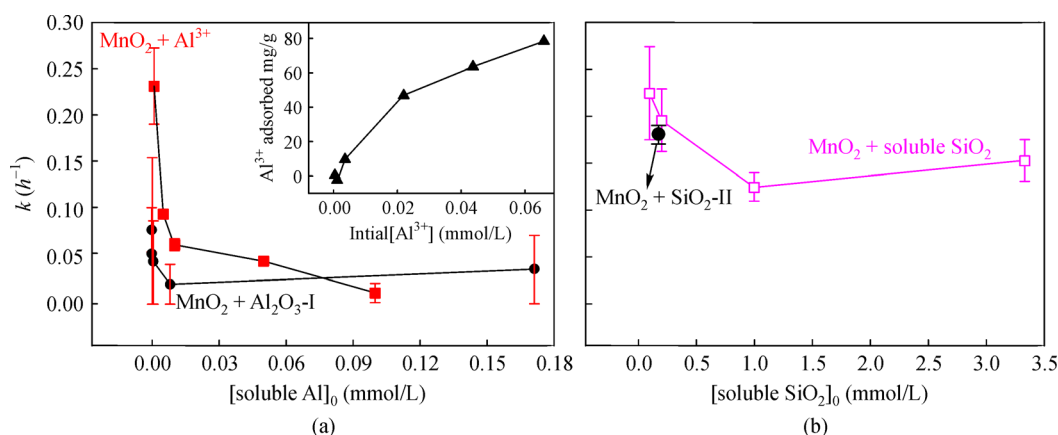 MnO₂ + Al³⁺
0.30
0.25
0.20
0.15
0.10
0.05
0.00
k (h⁻¹)
80
60
40
20
0
Al³⁺ adsorbed mg/g
0.00 0.02 0.04 0.06
Intial[Al³⁺] (mmol/L)
MnO₂ + Al₂O₃-I
0.00 0.03 0.06 0.09 0.12 0.15 0.18
[soluble Al]₀ (mmol/L)
(a)
MnO₂ + soluble SiO₂
MnO₂ + SiO₂-II
0.0 0.5 1.0 1.5 2.0 2.5 3.0 3.5
[soluble SiO₂]₀ (mmol/L)
(b)